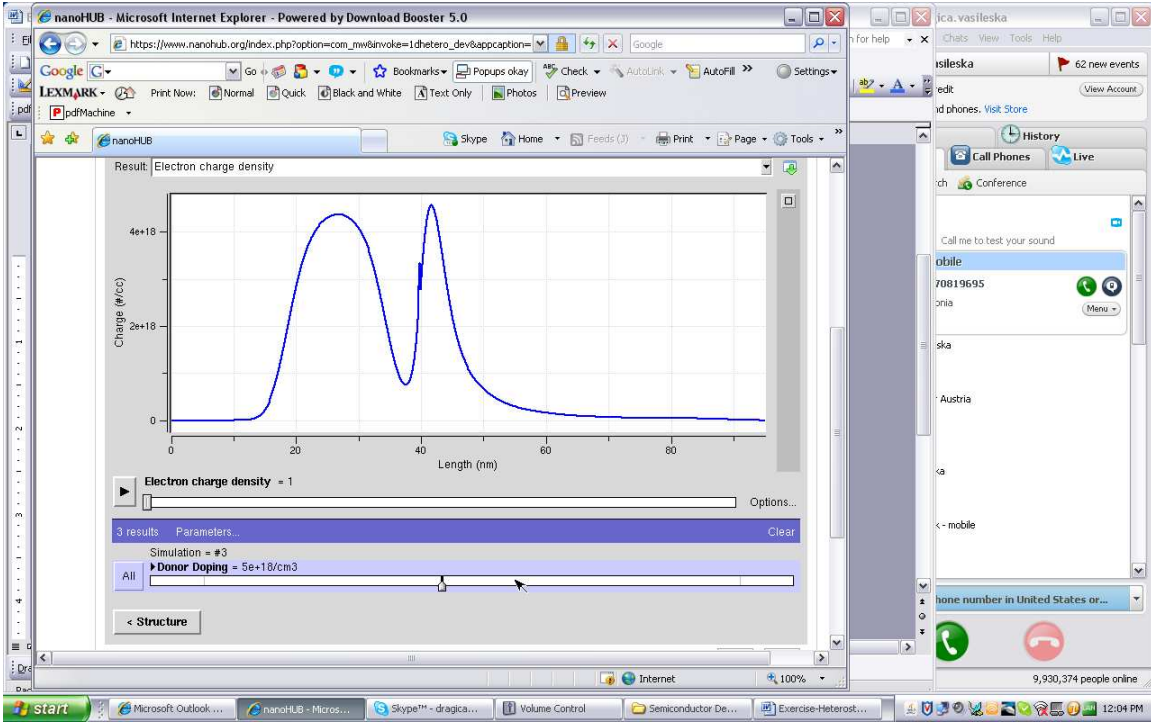 nanoHUB - Microsoft Internet Explorer - Powered by Download Booster 5.0
ica.vasileska
https://www.nanohub.org/index.php?option=com_mw&invoke=1dhetero_dev&appcaption=
Google
n for help
Chats View Tools Help
Google
Go
Bookmarks
Popups okay
Check
AutoLink
AutoFill
Settings
asileska
62 new events
LEXMARK
Print Now:
Normal
Quick
Black and White
Text Only
Photos
Preview
edit
View Account
pdf
pdfMachine
nd phones. Visit Store
nanoHUB
Skype
Home
Feeds (J)
Print
Page
Tools
History
Call Phones
Live
Result: Electron charge density
rch
Conference
4e+18
2e+18
0
Charge (#/cc)
0 20 40 60 80
Length (nm)
Call me to test your sound
obile
70819695
onia
Menu
ska
Austria
- mobile
Electron charge density = 1
Options...
3 results
Parameters...
Clear
Simulation = #3
All
Donor Doping = 5e+18/cm3
< Structure
hone number in United States or...
Internet
100%
9,930,374 people online
start
Microsoft Outlook ...
nanoHUB - Micros...
Skype™ - dragica...
Volume Control
Semiconductor De...
Exercise-Heterost...
12:04 PM